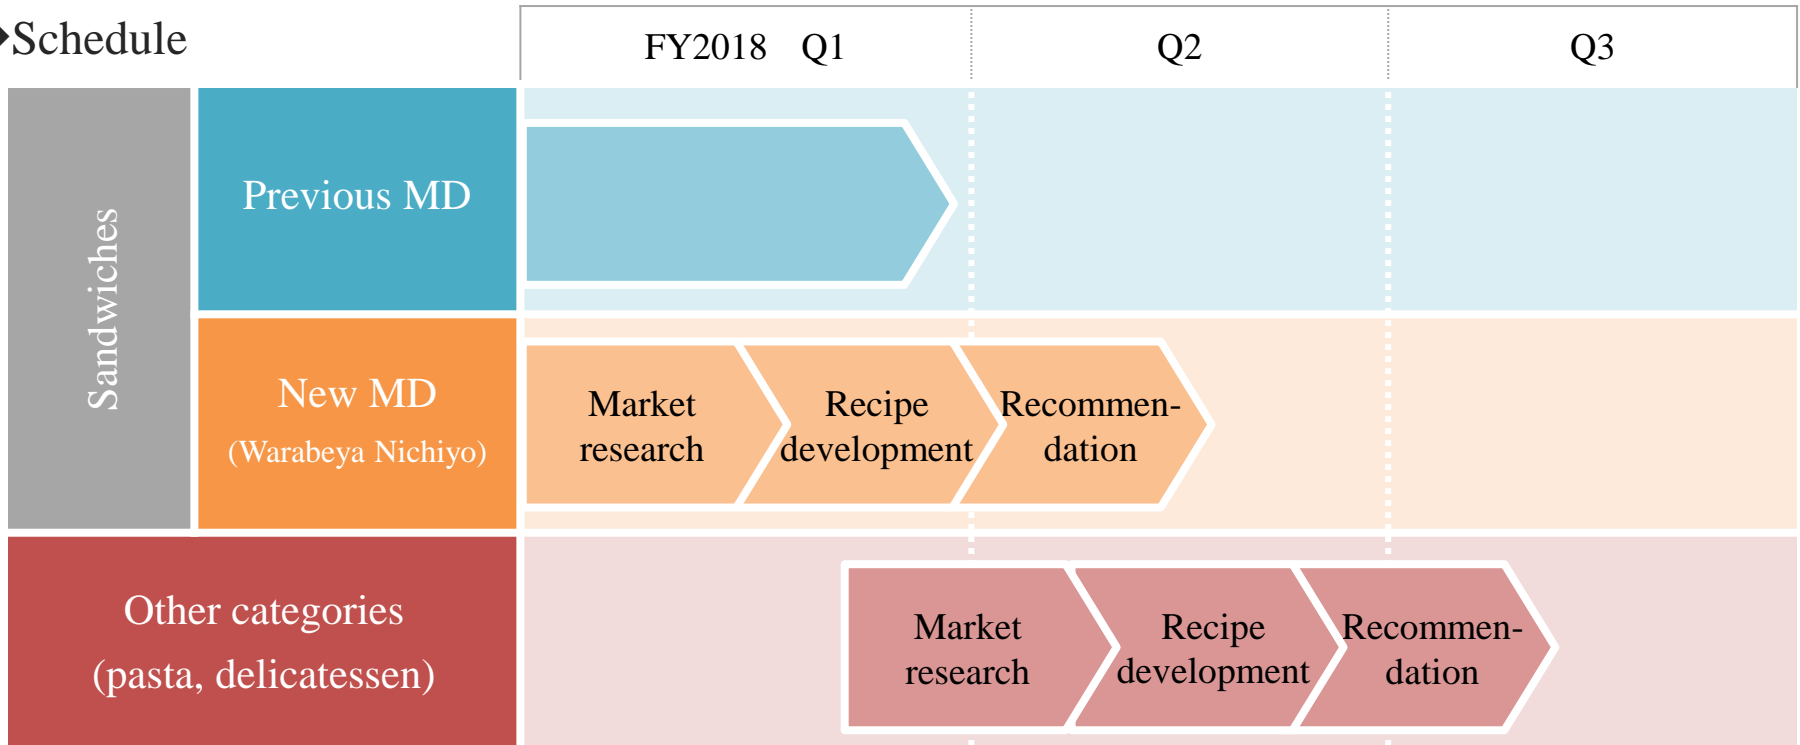 Schedule
FY2018 Q1
Q2
Q3
Sandwiches
Previous MD
New MD
(Warabeya Nichiyo)
Market
research
Recipe
development
Recommen-
dation
Other categories
(pasta, delicatessen)
Market
research
Recipe
development
Recommen-
dation